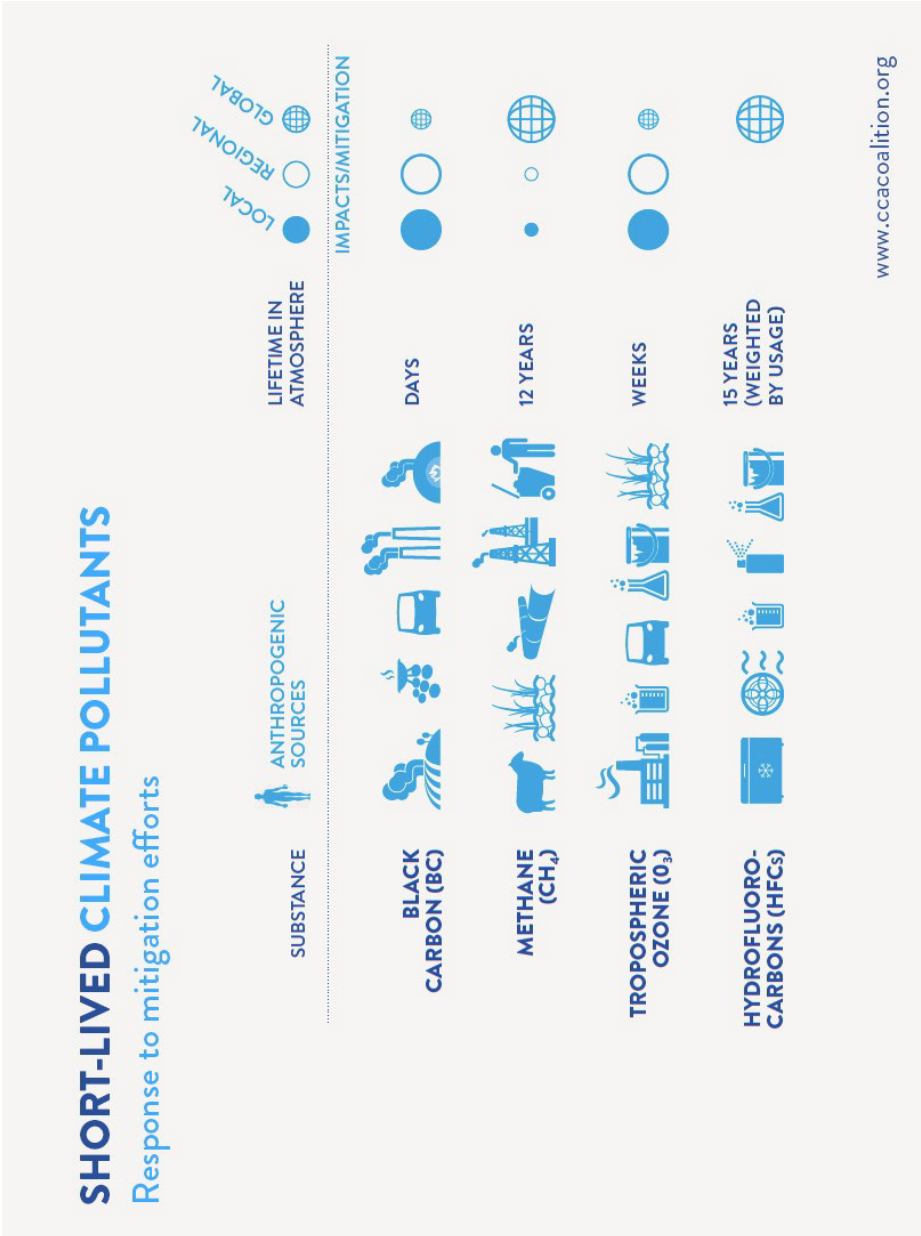 SHORT-LIVED CLIMATE POLLUTANTS
Response to mitigation efforts
SUBSTANCE
ANTHROPOGENIC
SOURCES
LIFETIME IN
ATMOSPHERE
LOCAL
REGIONAL
GLOBAL
IMPACTS/MITIGATION
BLACK
CARBON (BC)
DAYS
METHANE
(CH₄)
12 YEARS
TROPOSPHERIC
OZONE (0₃)
WEEKS
HYDROFLUORO-
CARBONS (HFCs)
15 YEARS
(WEIGHTED
BY USAGE)
www.ccacoalition.org